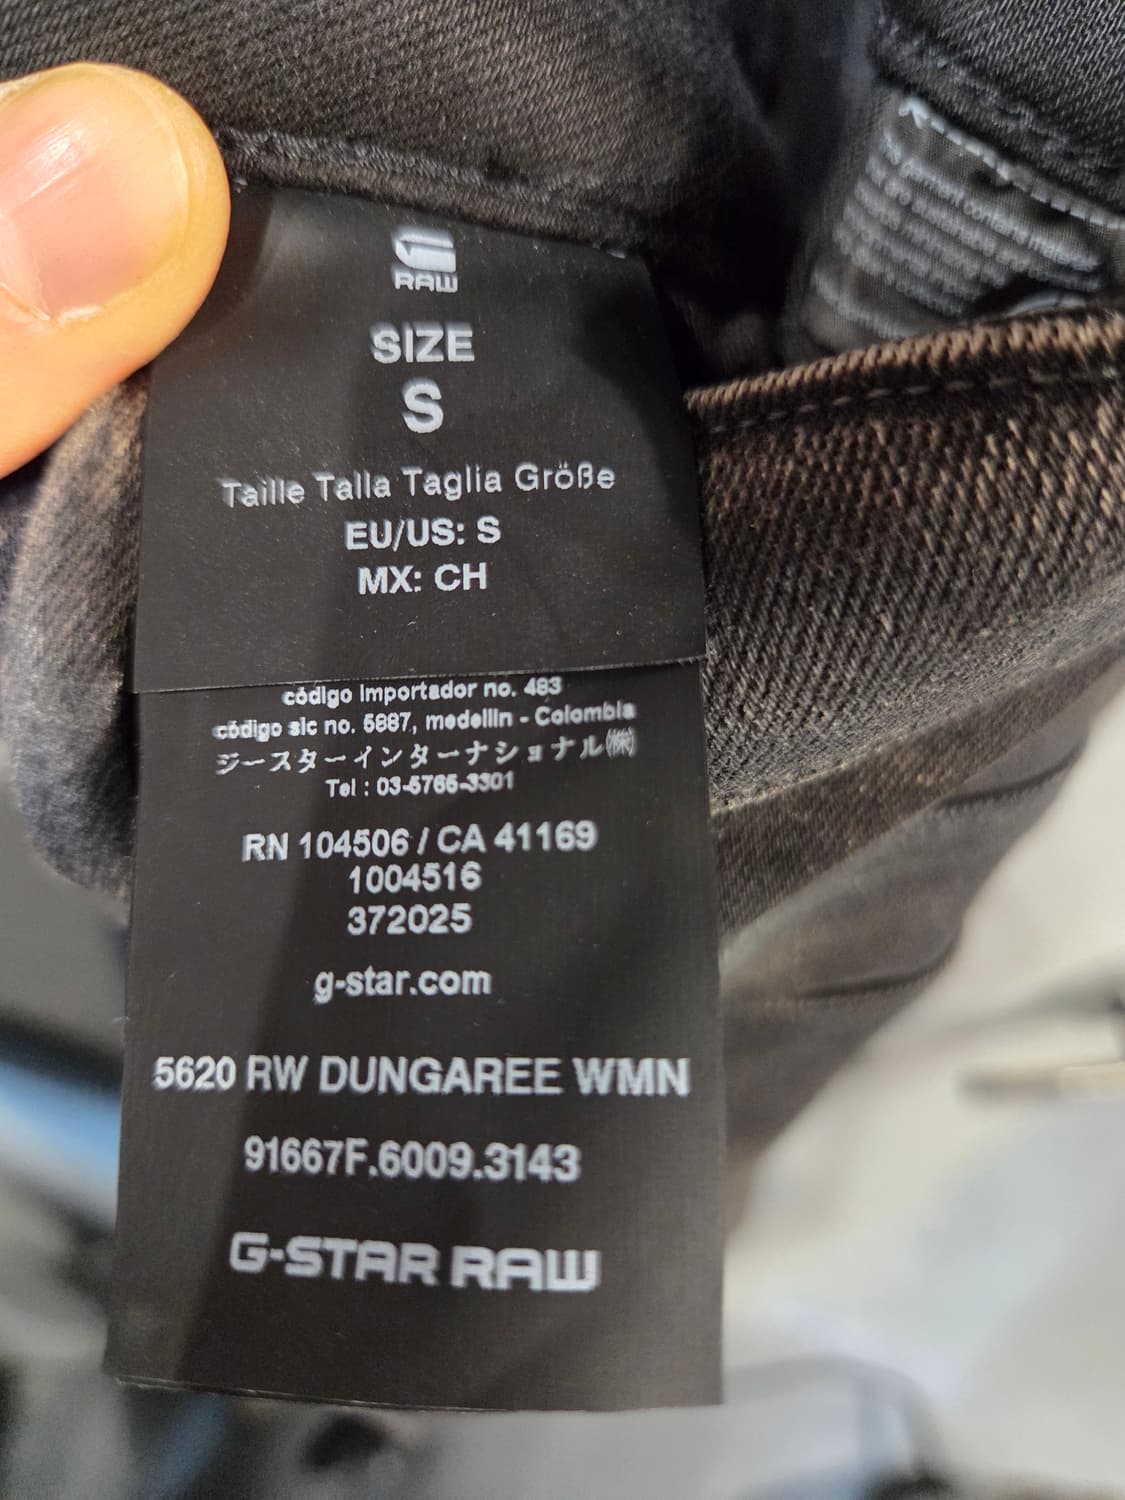 RAW
SIZE
S
Taille Talla Taglia Größe
EU/US: S
MX: CH
código importador no. 463
código sic no. 5887, medellin - Colombia
ジースターインターナショナル㈱
Tel : 03-5765-3301
RN 104506 / CA 41169
1004516
372025
g-star.com
5620 RW DUNGAREE WMN
91667F.6009.3143
G-STAR RAW